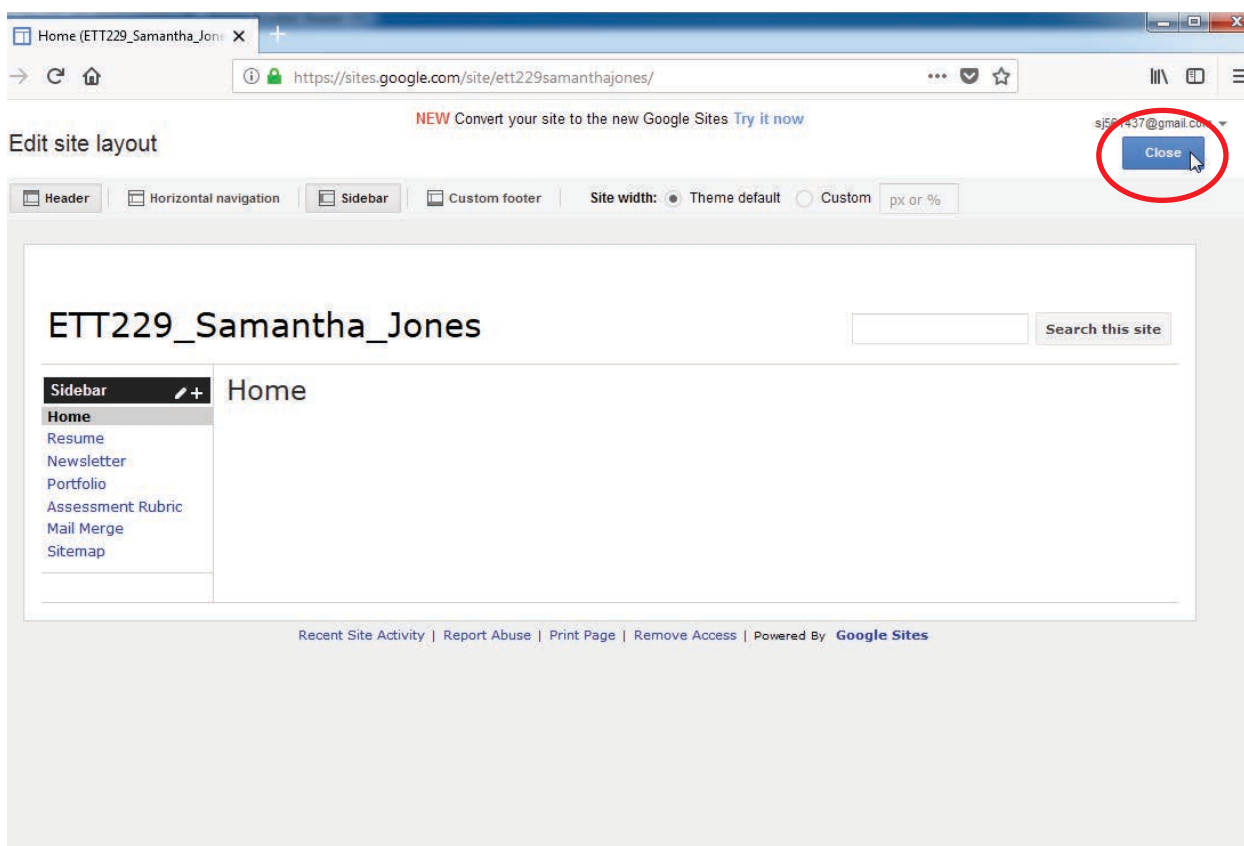 Home (ETT229_Samantha_Jon
https://sites.google.com/site/ett229samanthajones/
NEW Convert your site to the new Google Sites Try it now
Edit site layout
Close
Header Horizontal navigation Sidebar Custom footer Site width: Theme default Custom px or %
ETT229_Samantha_Jones
Search this site
Sidebar
Home
Home
Resume
Newsletter
Portfolio
Assessment Rubric
Mail Merge
Sitemap
Recent Site Activity | Report Abuse | Print Page | Remove Access | Powered By Google Sites